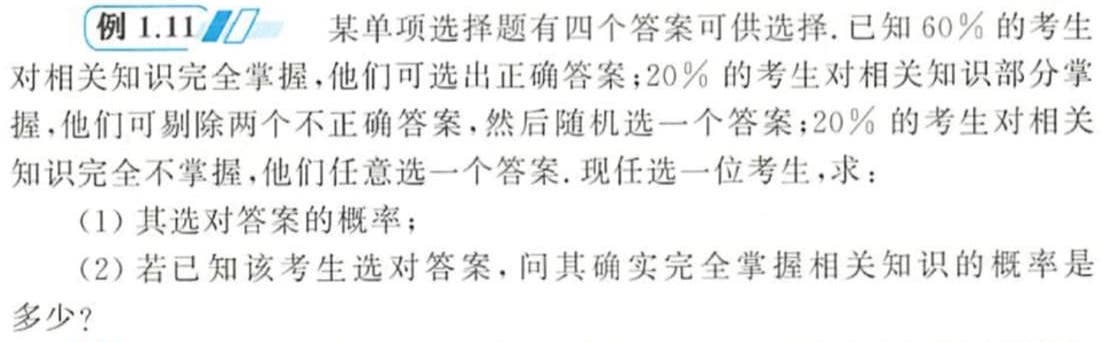 例 1.11 某单项选择题有四个答案可供选择.已知 60% 的考生
对相关知识完全掌握,他们可选出正确答案;20% 的考生对相关知识部分掌
握,他们可剔除两个不正确答案,然后随机选一个答案;20% 的考生对相关
知识完全不掌握,他们任意选一个答案.现任选一位考生,求:
(1) 其选对答案的概率;
(2) 若已知该考生选对答案,问其确实完全掌握相关知识的概率是
多少?